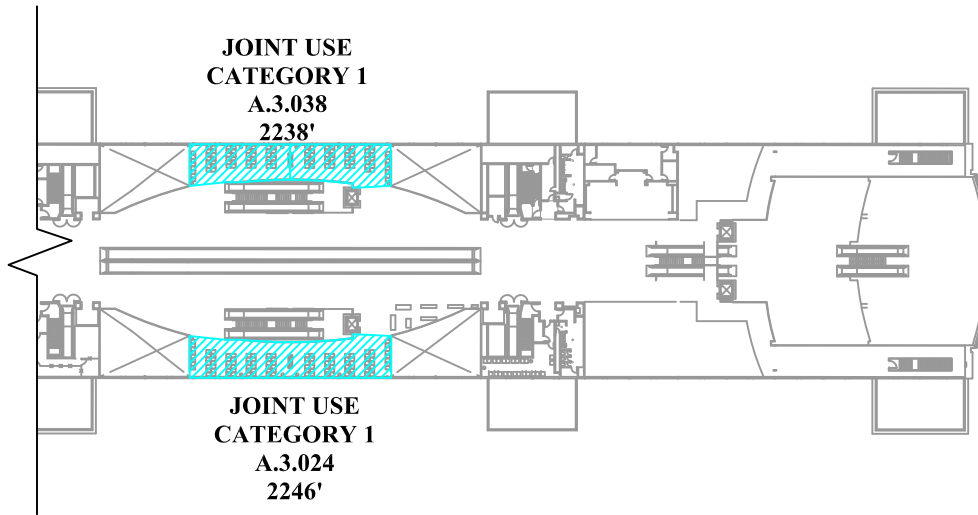 JOINT USE
CATEGORY 1
A.3.038
2238'
JOINT USE
CATEGORY 1
A.3.024
2246'